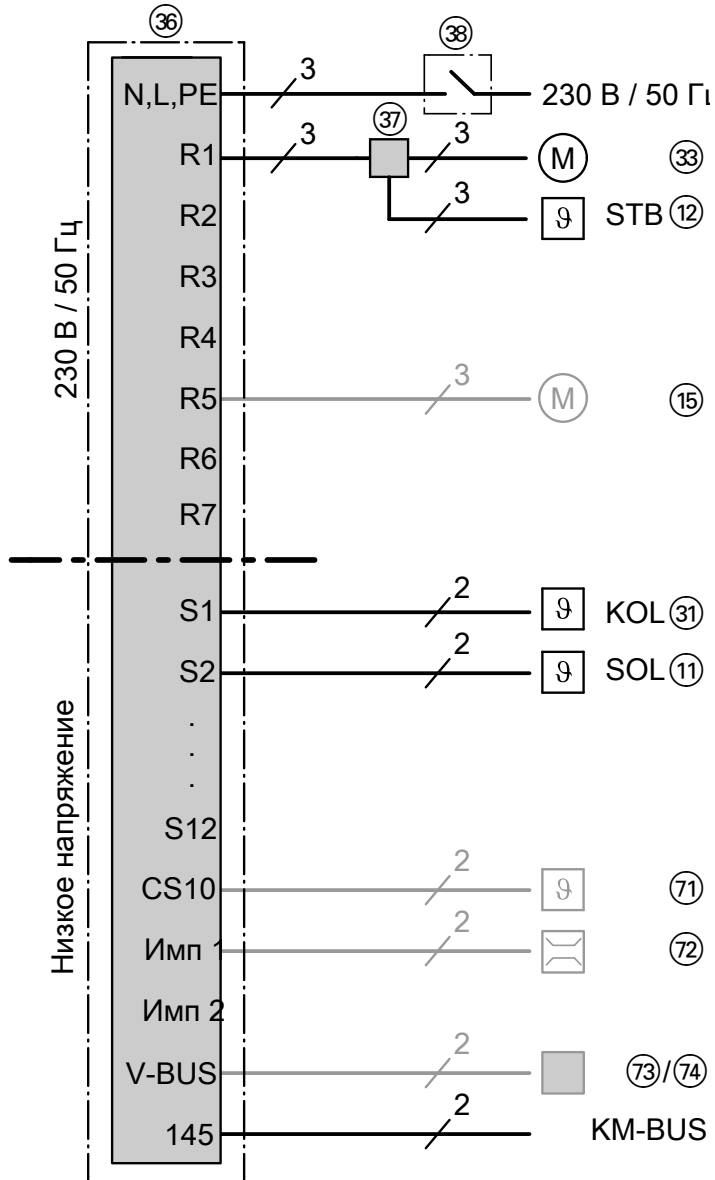 36
38
N,L,PE 3 230 В / 50 Гц
37
R1 3 3 M 33
R2 3 ϑ STB 12
230 В / 50 Гц
R3
R4
R5 3 M 15
R6
R7
S1 2 ϑ KOL 31
S2 2 ϑ SOL 11
.
.
.
Низкое напряжение
S12
CS10 2 ϑ 71
Имп 1 2 72
Имп 2
V-BUS 2 73/74
145 2 KM-BUS